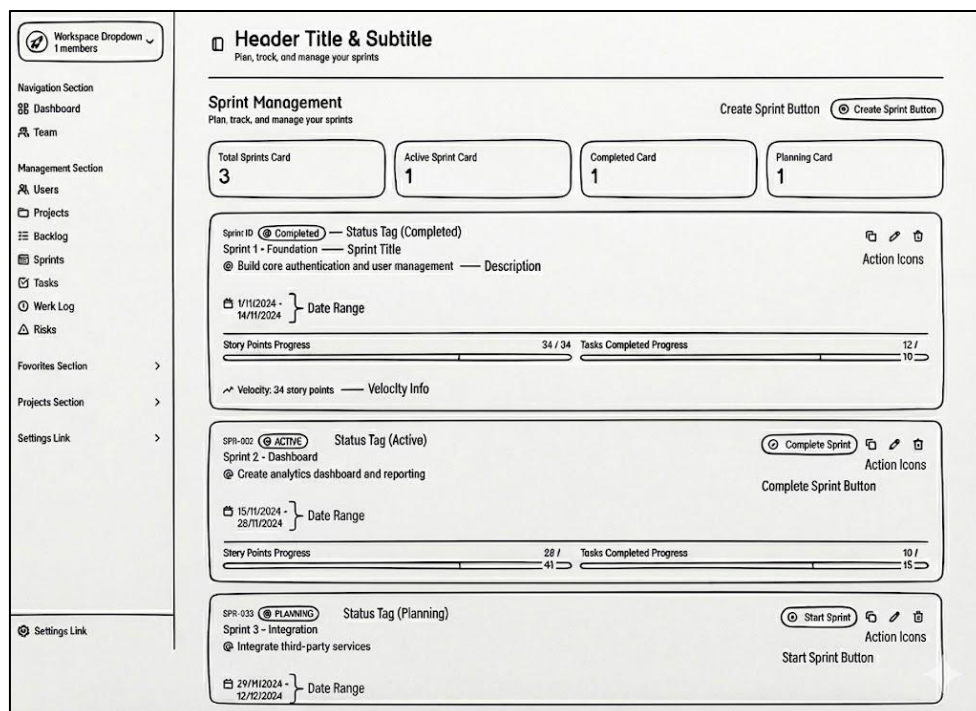 Workspace Dropdown
1 members
Navigation Section
Dashboard
Team
Management Section
Users
Projects
Backlog
Sprints
Tasks
Werk Log
Risks
Favorites Section
Projects Section
Settings Link
Settings Link
Header Title & Subtitle
Plen, trock, and manage your sprints
Sprint Management
Plan, track, and manage your sprints
Create Sprint Button
Create Sprint Button
Total Sprints Card
3
Active Sprint Card
1
Completed Card
1
Planning Card
1
Sprint ID Completed — Status Tag (Completed)
Sprint 1 - Foundation — Sprint Title
Build core authentication and user management — Description
Action Icons
1/11(2024 -
14/11/2024
Date Range
Story Points Progress 34 / 34
Tasks Completed Progress 12 /
10
Velocity: 34 story points — Velocity Info
SPR-002 ACTIVE Status Tag (Active)
Sprint 2 - Dashboard
Create analytics dashboard and reporting
Complete Sprint
Action Icons
Complete Sprint Button
15/11/2024 -
28/11/2024
Date Range
Stery Points Progress 28 /
41
Tasks Completed Progress 10 /
15
SPR-033 PLANNING Status Tag (Planning)
Sprint 3 - Integration
Integrate third-party services
Start Sprint
Action Icons
Start Sprint Button
12/12/2024
Date Range